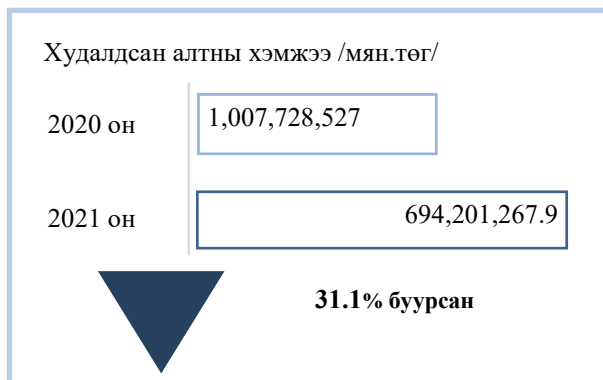 Худалдсан алтны хэмжээ /мян.төг/
2020 он
1,007,728,527
2021 он
694,201,267.9
31.1% буурсан